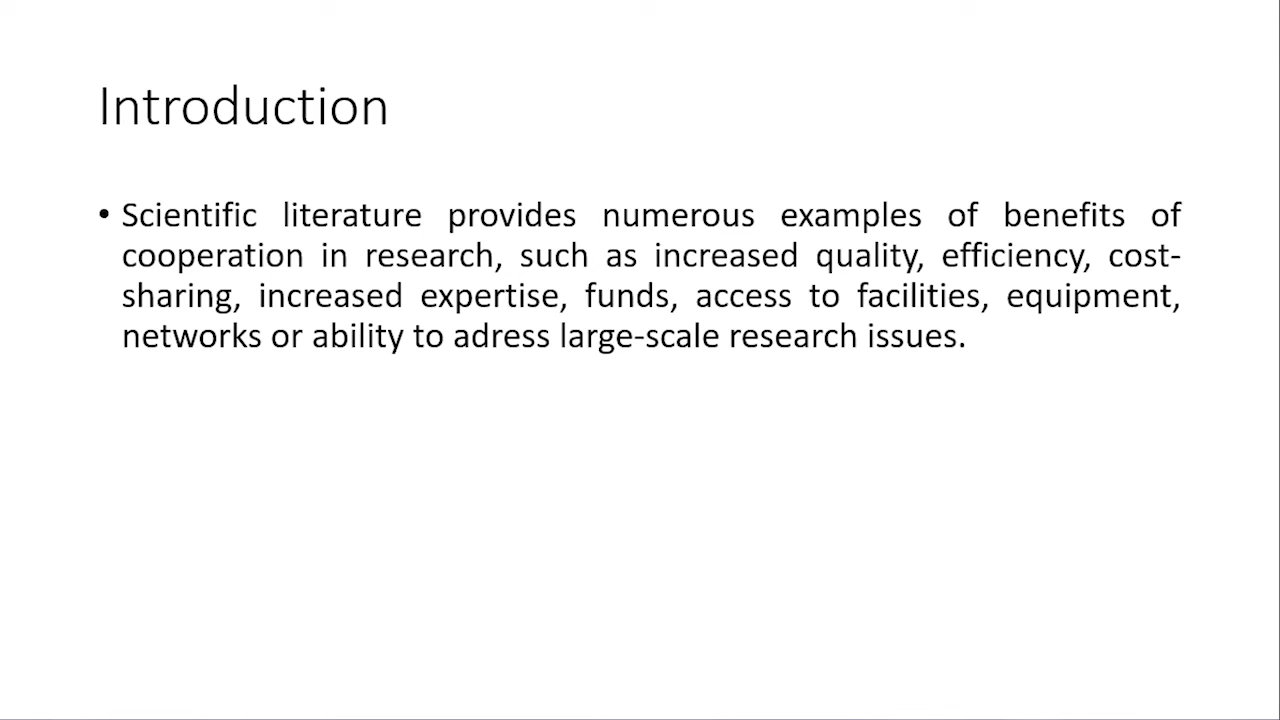 Introduction
• Scientific literature provides numerous examples of benefits of
cooperation in research, such as increased quality, efficiency, cost-
sharing, increased expertise, funds, access to facilities, equipment,
networks or ability to adress large-scale research issues.